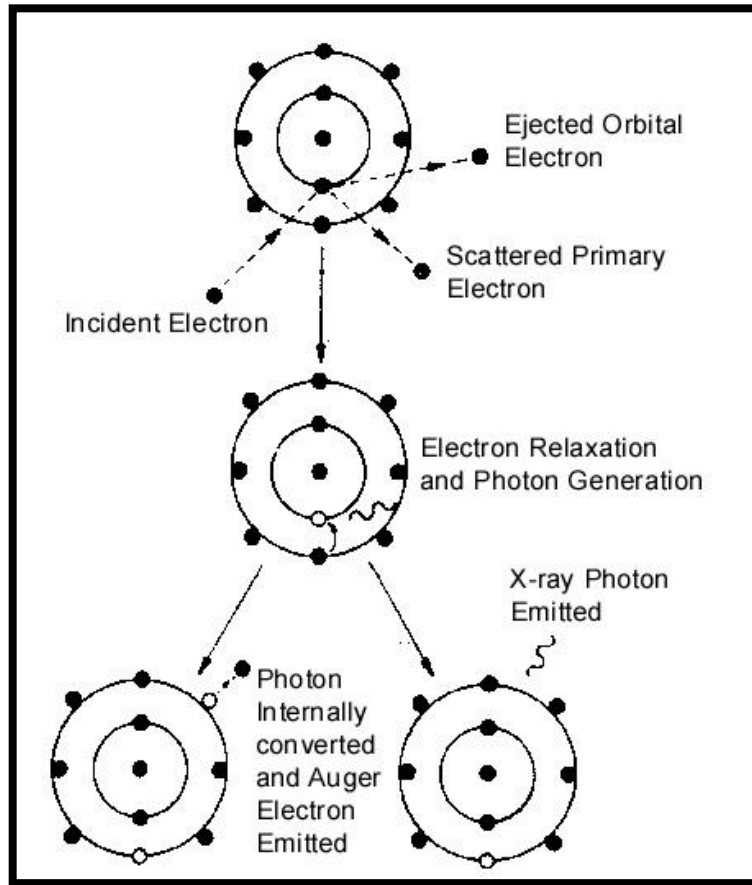 Ejected Orbital
Electron
Scattered Primary
Electron
Incident Electron
Electron Relaxation
and Photon Generation
X-ray Photon
Emitted
Photon
Internally
converted
and Auger
Electron
Emitted